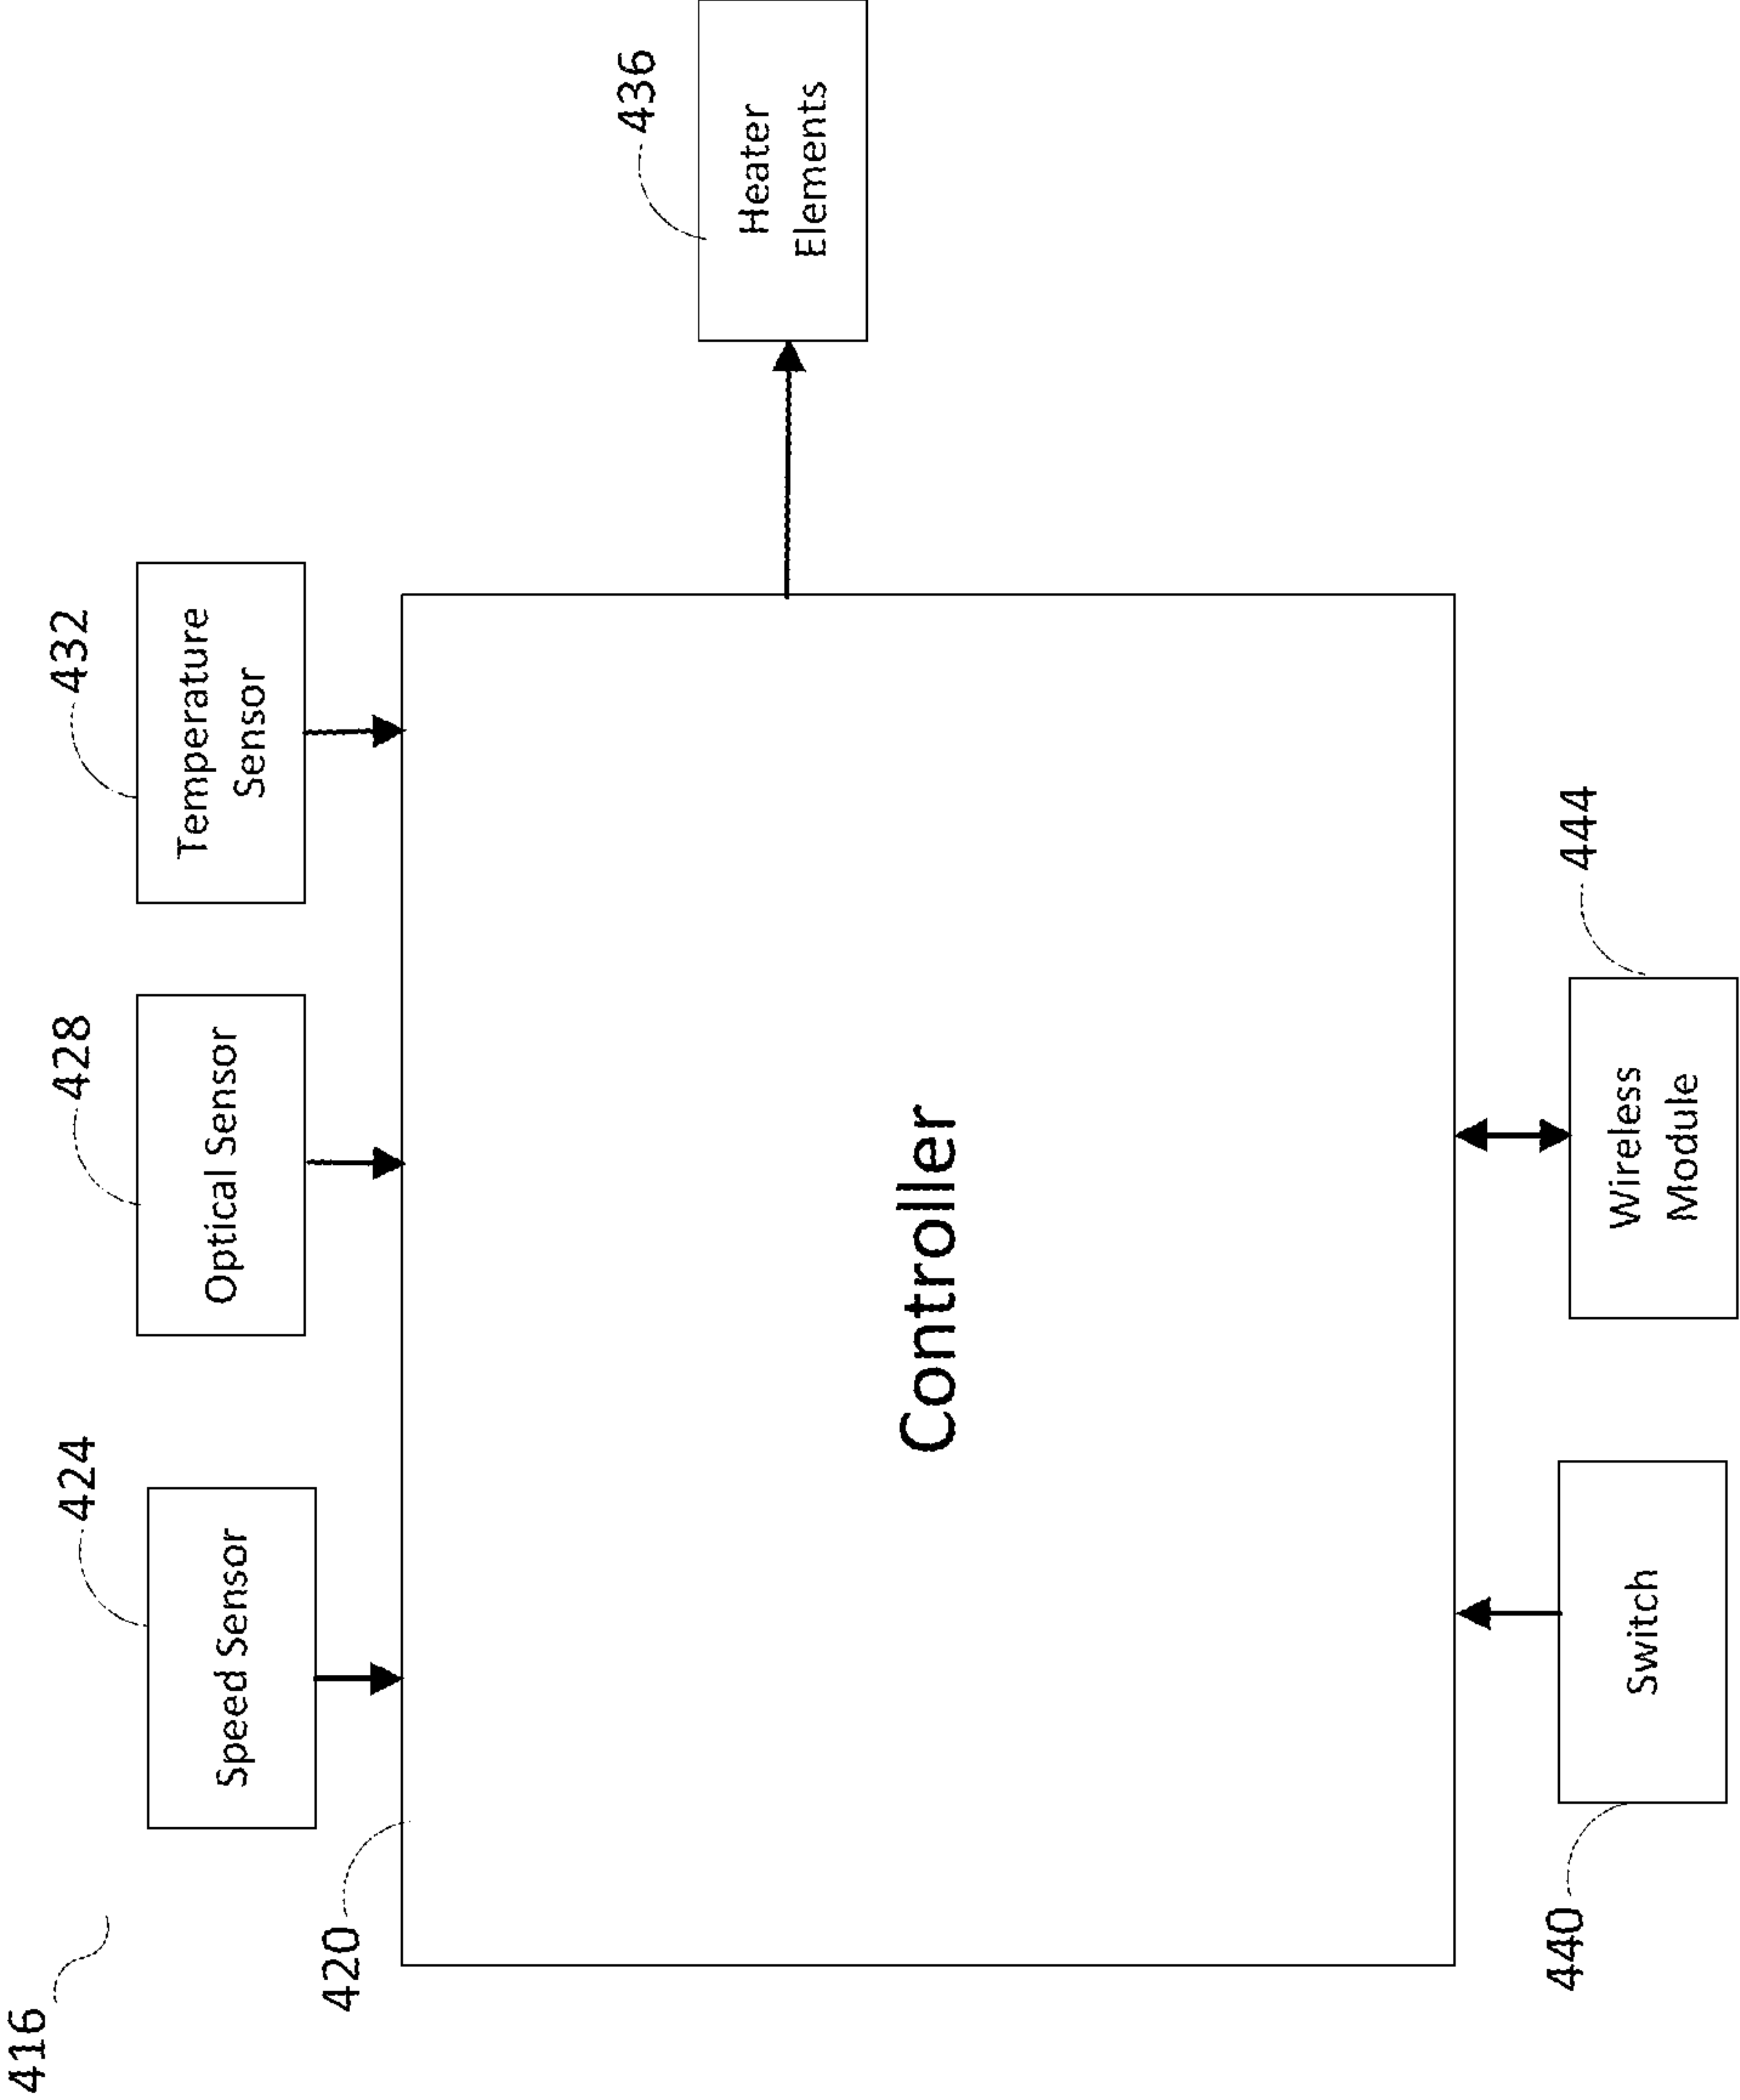 416
420
424
Speed Sensor
428
Optical Sensor
432
Temperature
Sensor
436
Heater
Elements
Controller
440
Switch
444
Wireless
Module